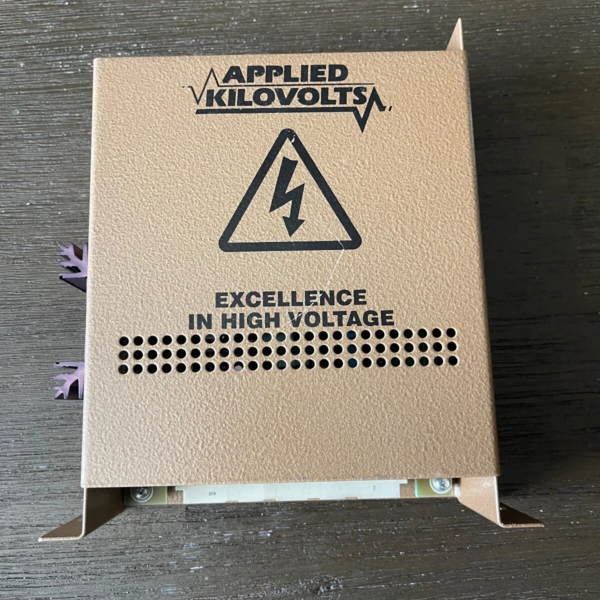 APPLIED
KILOVOLTS
EXCELLENCE
IN HIGH VOLTAGE